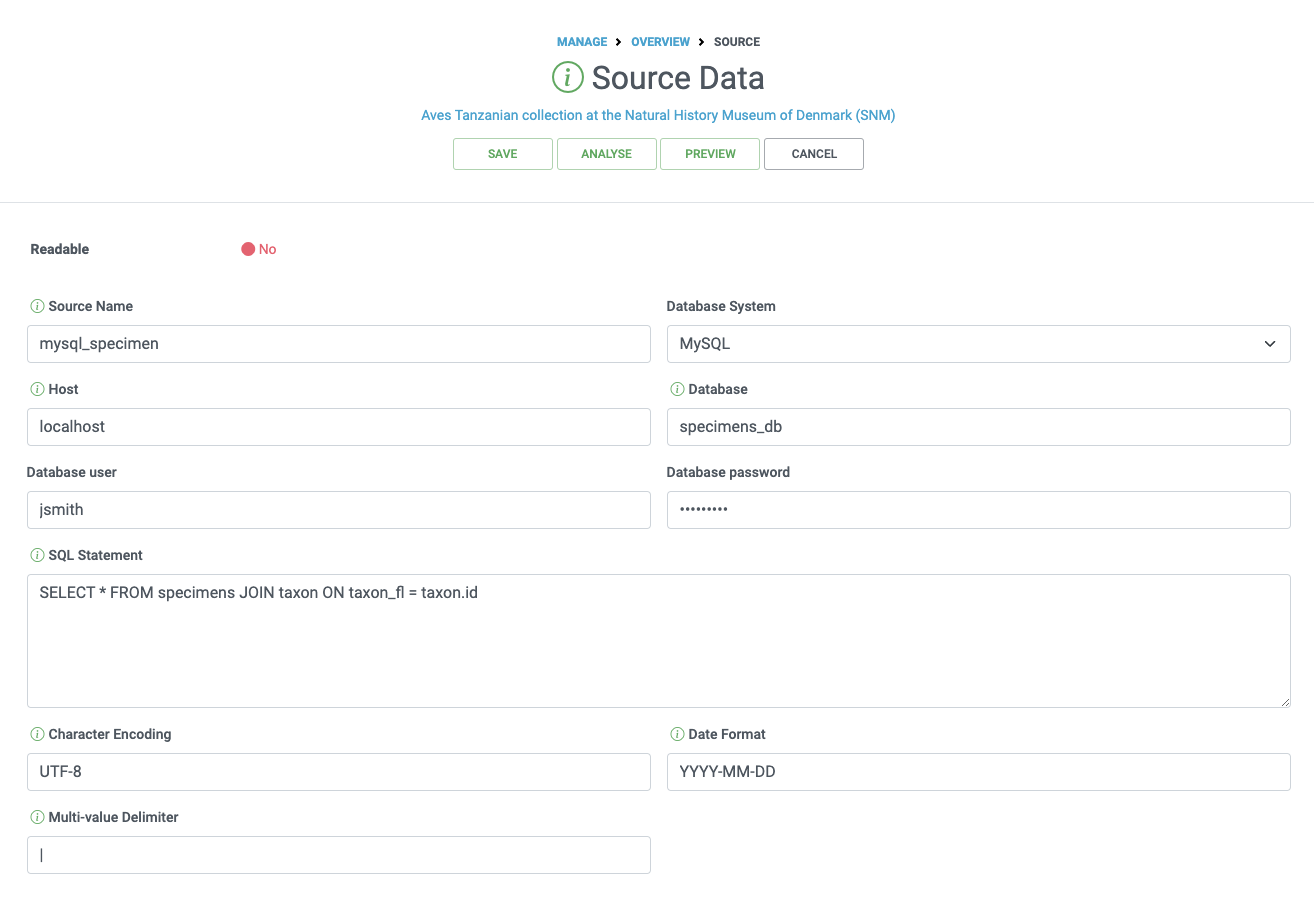 MANAGE > OVERVIEW > SOURCE
Source Data
Aves Tanzanian collection at the Natural History Museum of Denmark (SNM)
SAVE ANALYSE PREVIEW CANCEL
Readable No
Source Name Database System
mysql_specimen MySQL
Host Database
localhost specimens_db
Database user Database password
jsmith •••••••••
SQL Statement
SELECT * FROM specimens JOIN taxon ON taxon_fl = taxon.id
Character Encoding Date Format
UTF-8 YYYY-MM-DD
Multi-value Delimiter
|